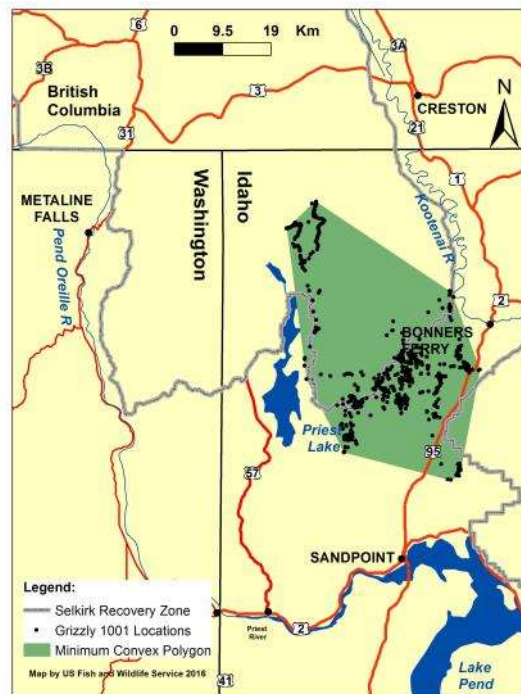 6
0 9.5 19 Km
3A
3B
British
Columbia
3
CRESTON
N
31
21
1
METALINE
FALLS
Washington
Idaho
Kootenai R
Pend Oreille R
2
BONNERS
FERRY
Priest
Lake
95
57
SANDPOINT
Legend:
Selkirk Recovery Zone
Grizzly 1001 Locations
Minimum Convex Polygon
Map by US Fish and Wildlife Service 2016
Priest
River
2
41
Lake
Pend